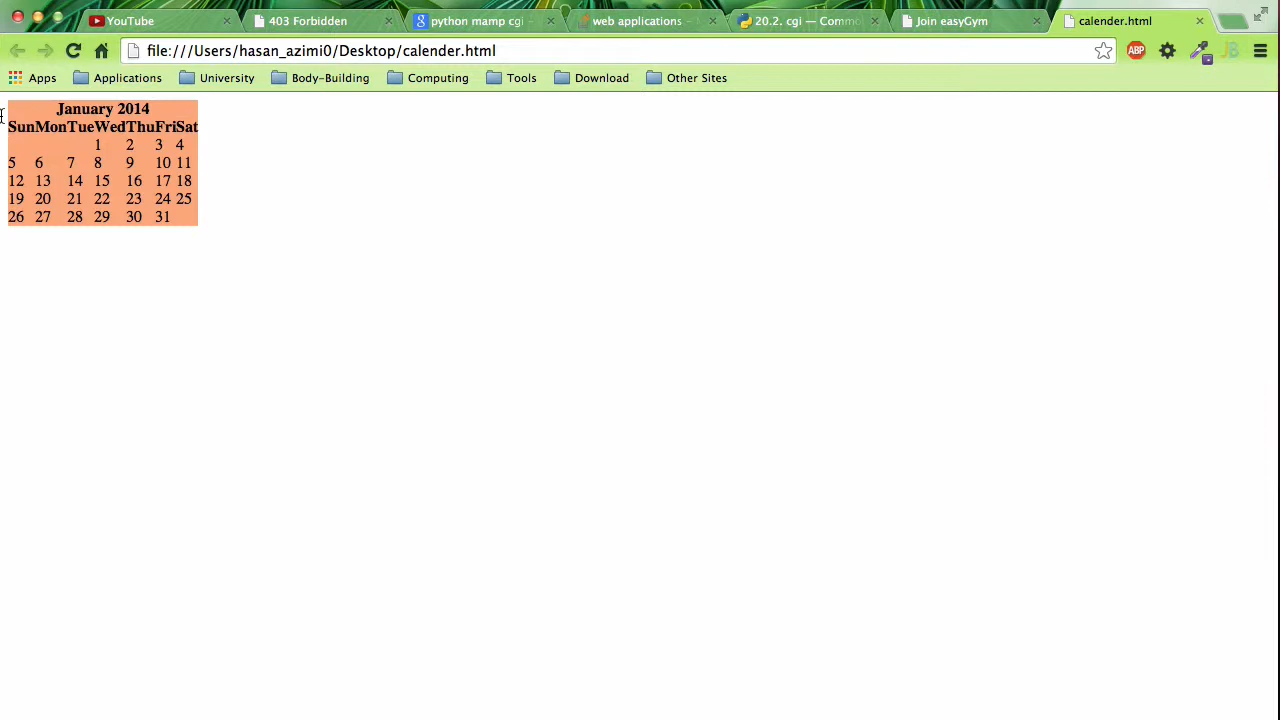 YouTube
403 Forbidden
python mamp cgi -
web applications –
20.2. cgi — Commo
Join easyGym
calender.html
file:///Users/hasan_azimi0/Desktop/calender.html
ABP
Apps Applications University Body-Building Computing Tools Download Other Sites
January 2014
SunMonTueWedThuFriSat
1 2 3 4
5 6 7 8 9 10 11
12 13 14 15 16 17 18
19 20 21 22 23 24 25
26 27 28 29 30 31